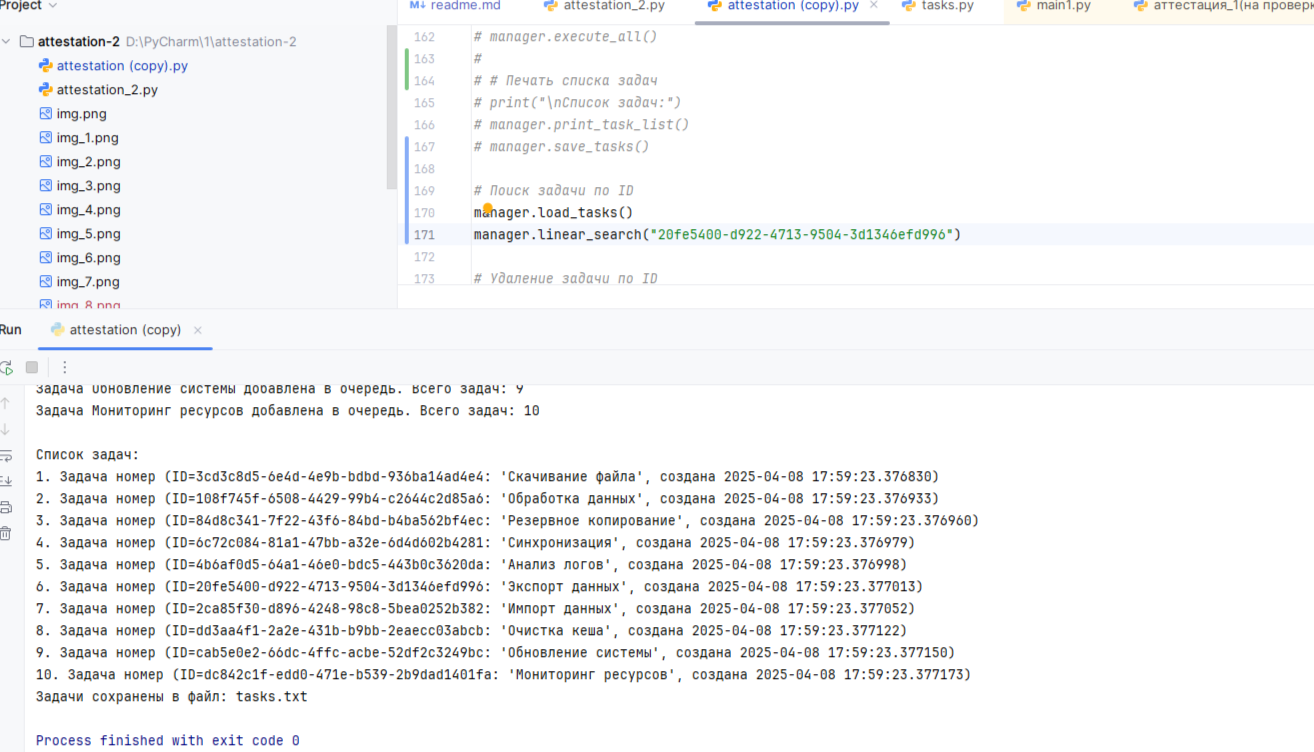 Project
readme.md
attestation_2.py
attestation (copy).py
tasks.py
main1.py
аттестация_1(на проверк
attestation-2 D:\PyCharm\1\attestation-2
attestation (copy).py
attestation_2.py
img.png
img_1.png
img_2.png
img_3.png
img_4.png
img_5.png
img_6.png
img_7.png
img_8.png
162 # manager.execute_all()
163 #
164 # # Печать списка задач
165 # print("\nСписок задач:")
166 # manager.print_task_list()
167 # manager.save_tasks()
168
169 # Поиск задачи по ID
170 manager.load_tasks()
171 manager.linear_search("20fe5400-d922-4713-9504-3d1346efd996")
172
173 # Удаление задачи по ID
Run
attestation (copy)
Задача Обновление системы добавлена в очередь. Всего задач: 9
Задача Мониторинг ресурсов добавлена в очередь. Всего задач: 10
Список задач:
1. Задача номер (ID=3cd3c8d5-6e4d-4e9b-bdbd-936ba14ad4e4: 'Скачивание файла', создана 2025-04-08 17:59:23.376830)
2. Задача номер (ID=108f745f-6508-4429-99b4-c2644c2d85a6: 'Обработка данных', создана 2025-04-08 17:59:23.376933)
3. Задача номер (ID=84d8c341-7f22-43f6-84bd-b4ba562bf4ec: 'Резервное копирование', создана 2025-04-08 17:59:23.376960)
4. Задача номер (ID=6c72c084-81a1-47bb-a32e-6d4d602b4281: 'Синхронизация', создана 2025-04-08 17:59:23.376979)
5. Задача номер (ID=4b6af0d5-64a1-46e0-bdc5-443b0c3620da: 'Анализ логов', создана 2025-04-08 17:59:23.376998)
6. Задача номер (ID=20fe5400-d922-4713-9504-3d1346efd996: 'Экспорт данных', создана 2025-04-08 17:59:23.377013)
7. Задача номер (ID=2ca85f30-d896-4248-98c8-5bea0252b382: 'Импорт данных', создана 2025-04-08 17:59:23.377052)
8. Задача номер (ID=dd3aa4f1-2a2e-431b-b9bb-2eaecc03abcb: 'Очистка кеша', создана 2025-04-08 17:59:23.377122)
9. Задача номер (ID=cab5e0e2-66dc-4ffc-acbe-52df2c3249bc: 'Обновление системы', создана 2025-04-08 17:59:23.377150)
10. Задача номер (ID=dc842c1f-edd0-471e-b539-2b9dad1401fa: 'Мониторинг ресурсов', создана 2025-04-08 17:59:23.377173)
Задачи сохранены в файл: tasks.txt
Process finished with exit code 0